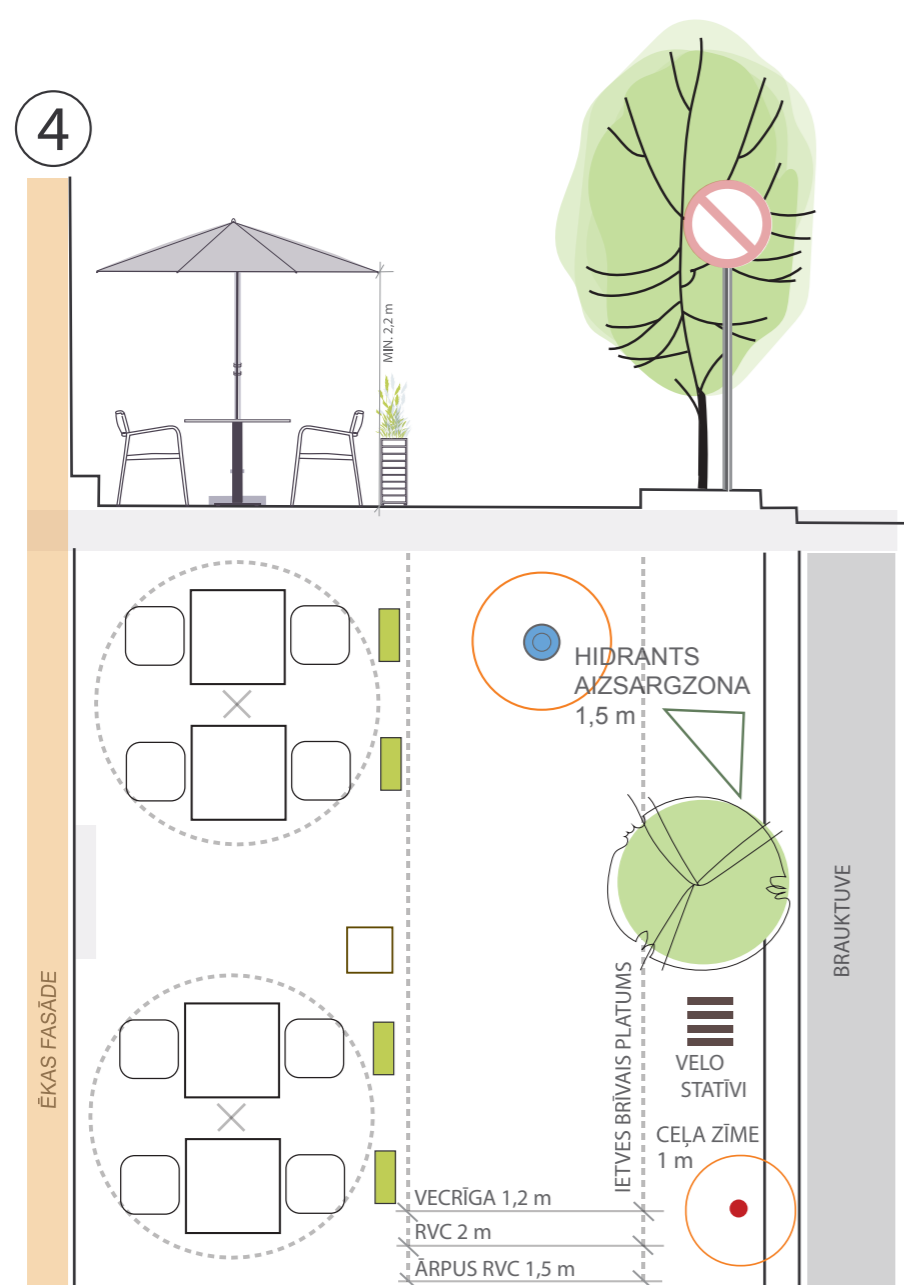 4
MIN. 2,2 m
HIDRANTS
AIZSARGZONA
1,5 m
BRAUKTUVE
ĒKAS FASĀDE
IETVES BRĪVAIS PLATUMS
VELO
STATĪVI
CEĻA ZĪME
1 m
VECRĪGA 1,2 m
RVC 2 m
ĀRPUS RVC 1,5 m